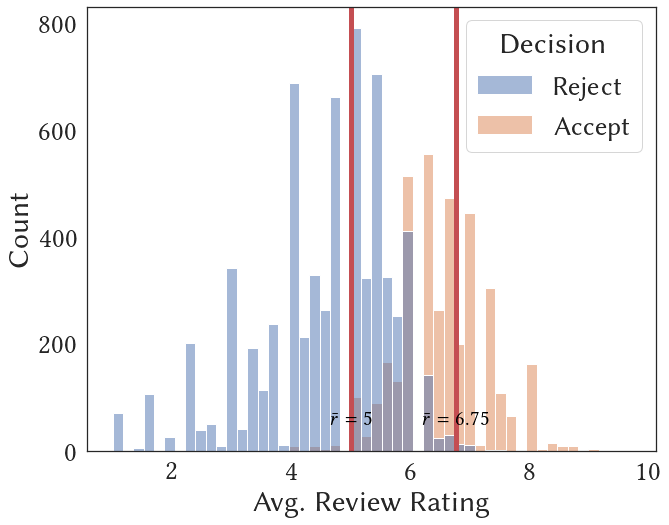 800
600
400
200
0
Count
Decision
Reject
Accept
r̄ = 5
r̄ = 6.75
2 4 6 8 10
Avg. Review Rating